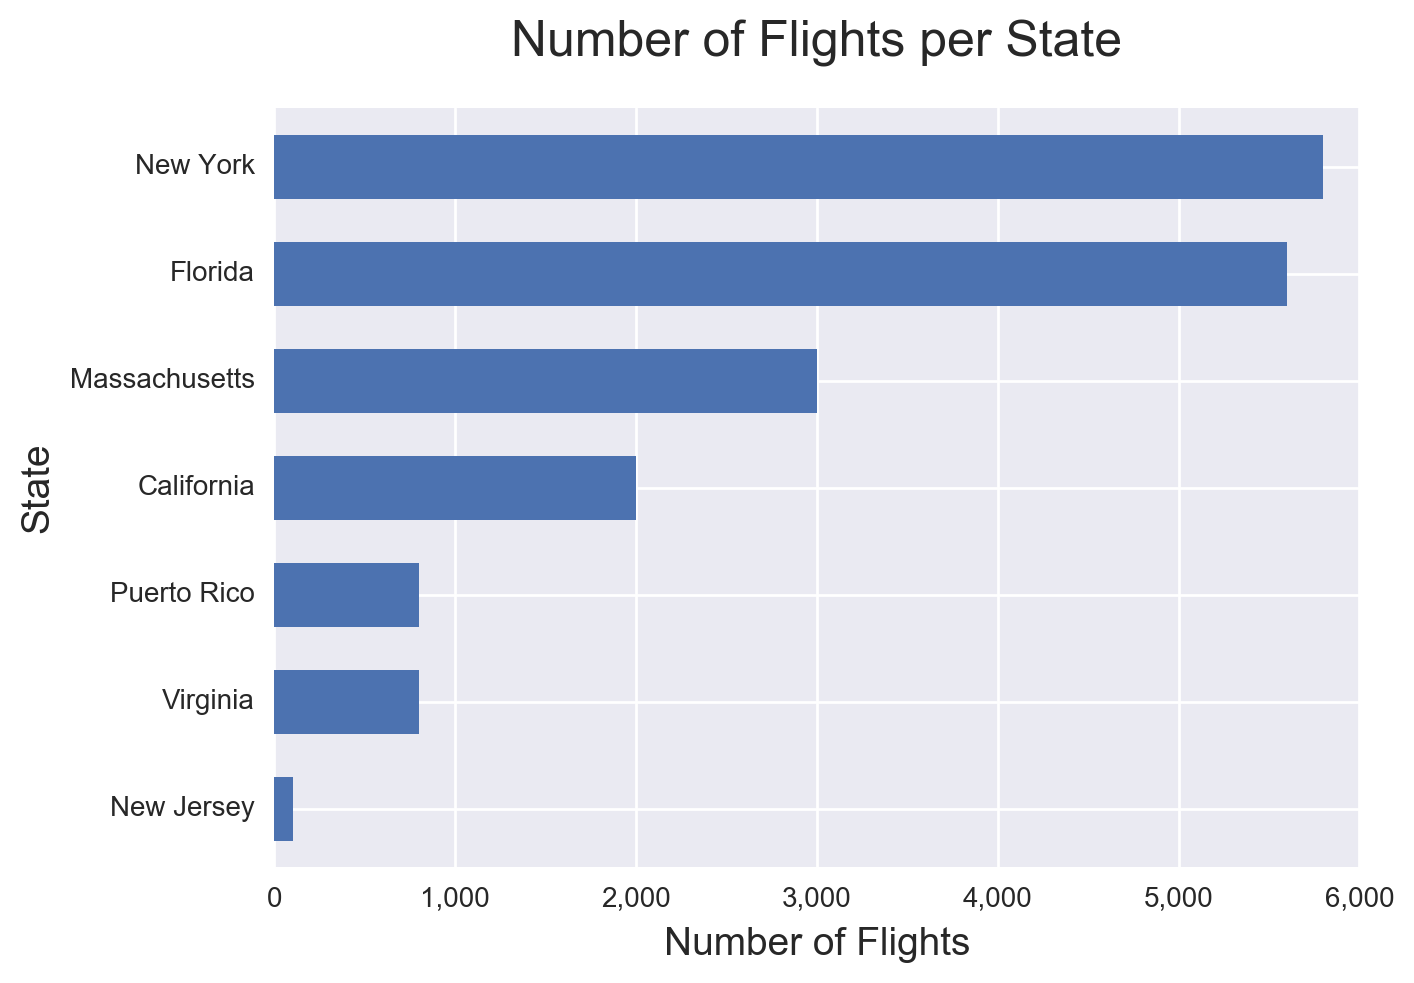 Number of Flights per State
New York
Florida
Massachusetts
California
Puerto Rico
Virginia
New Jersey
State
0 1,000 2,000 3,000 4,000 5,000 6,000
Number of Flights